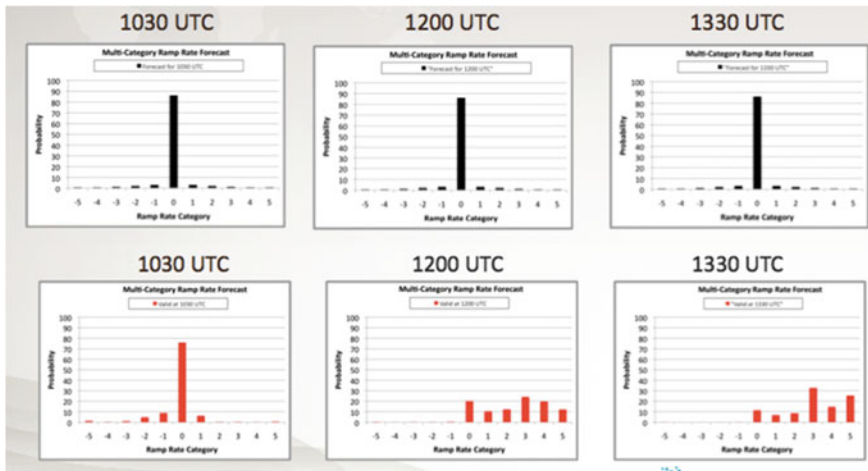 1030 UTC
1200 UTC
1330 UTC
Multi-Category Ramp Rate Forecast
Forecast for 1030 UTC
Probability
100
90
80
70
60
50
40
30
20
10
0
-5 -4 -3 -2 -1 0 1 2 3 4 5
Ramp Rate Category
Multi-Category Ramp Rate Forecast
"Forecast for 1200 UTC"
Probability
100
90
80
70
60
50
40
30
20
10
0
-5 -4 -3 -2 -1 0 1 2 3 4 5
Ramp Rate Category
Multi-Category Ramp Rate Forecast
"Forecast for UTC"
Probability
100
90
80
70
60
50
40
30
20
10
0
-5 -4 -3 -2 -1 0 1 2 3 4 5
Ramp Rate Category
1030 UTC
1200 UTC
1330 UTC
Multi-Category Ramp Rate Forecast
Valid at 1030 UTC
Probability
100
90
80
70
60
50
40
30
20
10
0
-5 -4 -3 -2 -1 0 1 2 3 4 5
Ramp Rate Category
Multi-Category Ramp Rate Forecast
Valid at 1200 UTC
Probability
100
90
80
70
60
50
40
30
20
10
0
-5 -4 -3 -2 -1 0 1 2 3 4 5
Ramp Rate Category
Multi-Category Ramp Rate Forecast
"Valid at 1330 UTC"
Probability
100
90
80
70
60
50
40
30
20
10
0
-5 -4 -3 -2 -1 0 1 2 3 4 5
Ramp Rate Category